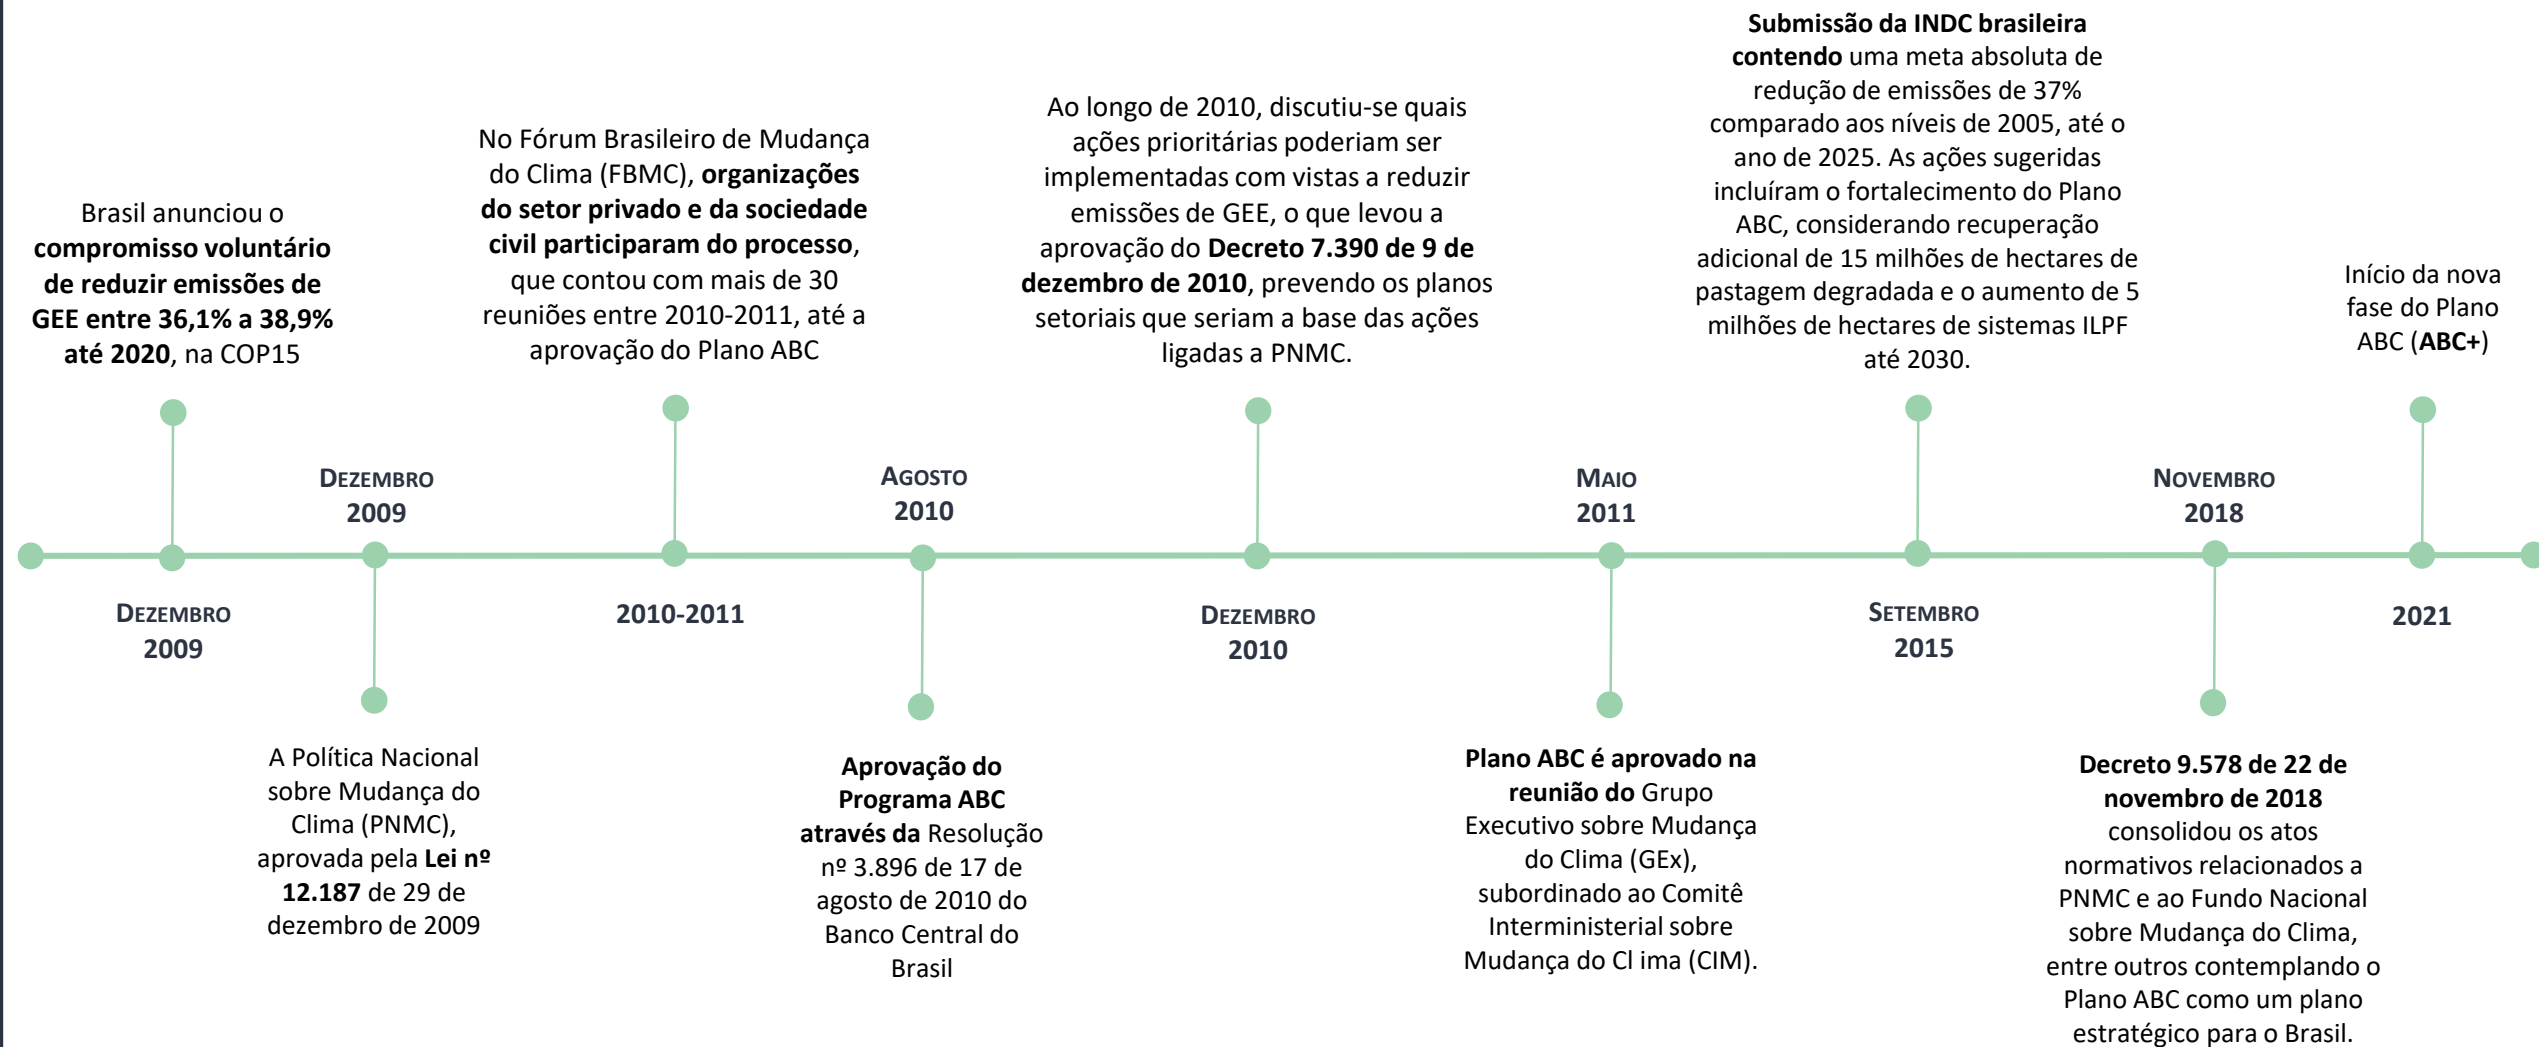 Brasil anunciou o
compromisso voluntário
de reduzir emissões de
GEE entre 36,1% a 38,9%
até 2020, na COP15
DEZEMBRO
2009
DEZEMBRO
2009
A Política Nacional
sobre Mudança do
Clima (PNMC),
aprovada pela Lei nº
12.187 de 29 de
dezembro de 2009
No Fórum Brasileiro de Mudança
do Clima (FBMC), organizações
do setor privado e da sociedade
civil participaram do processo,
que contou com mais de 30
reuniões entre 2010-2011, até a
aprovação do Plano ABC
2010-2011
AGOSTO
2010
Aprovação do
Programa ABC
através da Resolução
nº 3.896 de 17 de
agosto de 2010 do
Banco Central do
Brasil
Ao longo de 2010, discutiu-se quais
ações prioritárias poderiam ser
implementadas com vistas a reduzir
emissões de GEE, o que levou a
aprovação do Decreto 7.390 de 9 de
dezembro de 2010, prevendo os planos
setoriais que seriam a base das ações
ligadas a PNMC.
DEZEMBRO
2010
MAIO
2011
Plano ABC é aprovado na
reunião do Grupo
Executivo sobre Mudança
do Clima (GEx),
subordinado ao Comitê
Interministerial sobre
Mudança do Cl ima (CIM).
Submissão da INDC brasileira
contendo uma meta absoluta de
redução de emissões de 37%
comparado aos níveis de 2005, até o
ano de 2025. As ações sugeridas
incluíram o fortalecimento do Plano
ABC, considerando recuperação
adicional de 15 milhões de hectares de
pastagem degradada e o aumento de 5
milhões de hectares de sistemas ILPF
até 2030.
SETEMBRO
2015
NOVEMBRO
2018
Decreto 9.578 de 22 de
novembro de 2018
consolidou os atos
normativos relacionados a
PNMC e ao Fundo Nacional
sobre Mudança do Clima,
entre outros contemplando o
Plano ABC como um plano
estratégico para o Brasil.
Início da nova
fase do Plano
ABC (ABC+)
2021